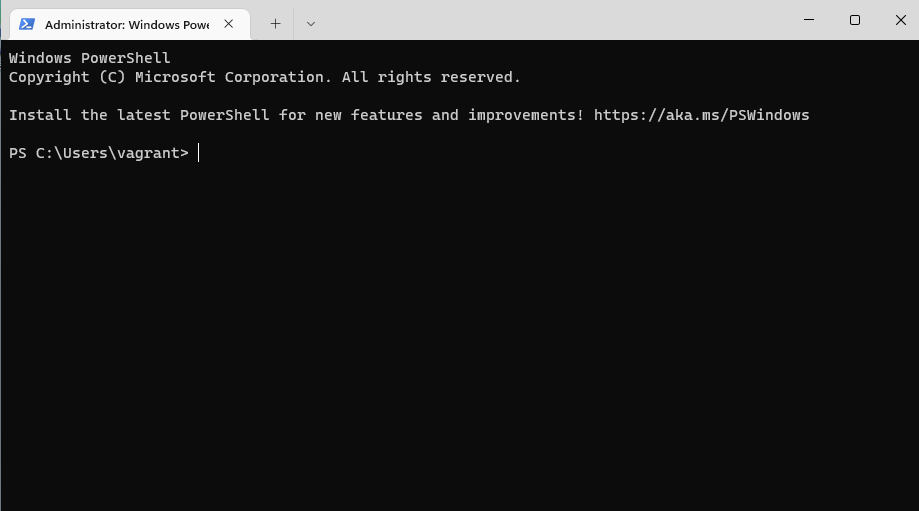 Administrator: Windows Powe
Windows PowerShell
Copyright (C) Microsoft Corporation. All rights reserved.
Install the latest PowerShell for new features and improvements! https://aka.ms/PSWindows
PS C:\Users\vagrant>